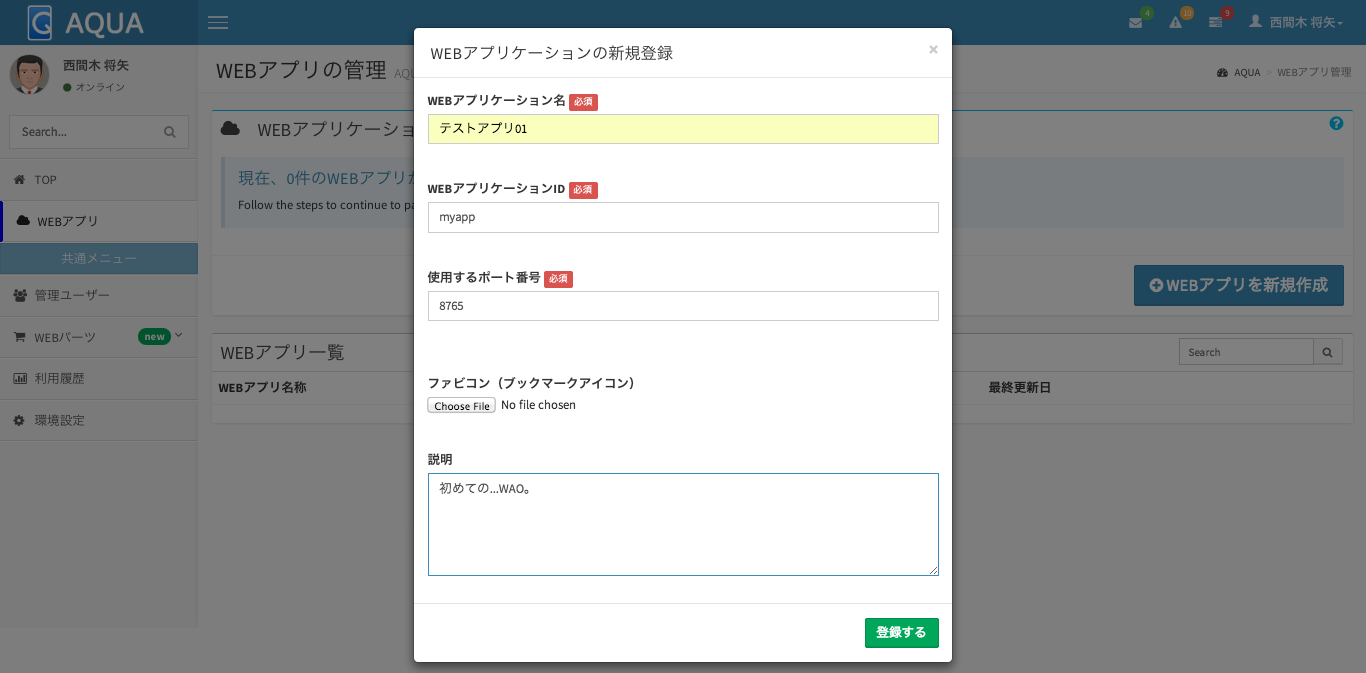 AQUA
4
10
9
西間木 将矢
西間木 将矢
オンライン
Search...
TOP
WEBアプリ
共通メニュー
管理ユーザー
WEBパーツ
new
利用履歴
環境設定
WEBアプリの管理
AQUA > WEBアプリ管理
WEBアプリケーショ
現在、0件のWEBアプリ
Follow the steps to continue to
WEBアプリを新規作成
WEBアプリ一覧
Search
WEBアプリ名称
最終更新日
WEBアプリケーションの新規登録
×
WEBアプリケーション名 必須
テストアプリ01
WEBアプリケーションID 必須
myapp
使用するポート番号 必須
8765
ファビコン（ブックマークアイコン）
Choose File No file chosen
説明
初めての...WAO。
登録する